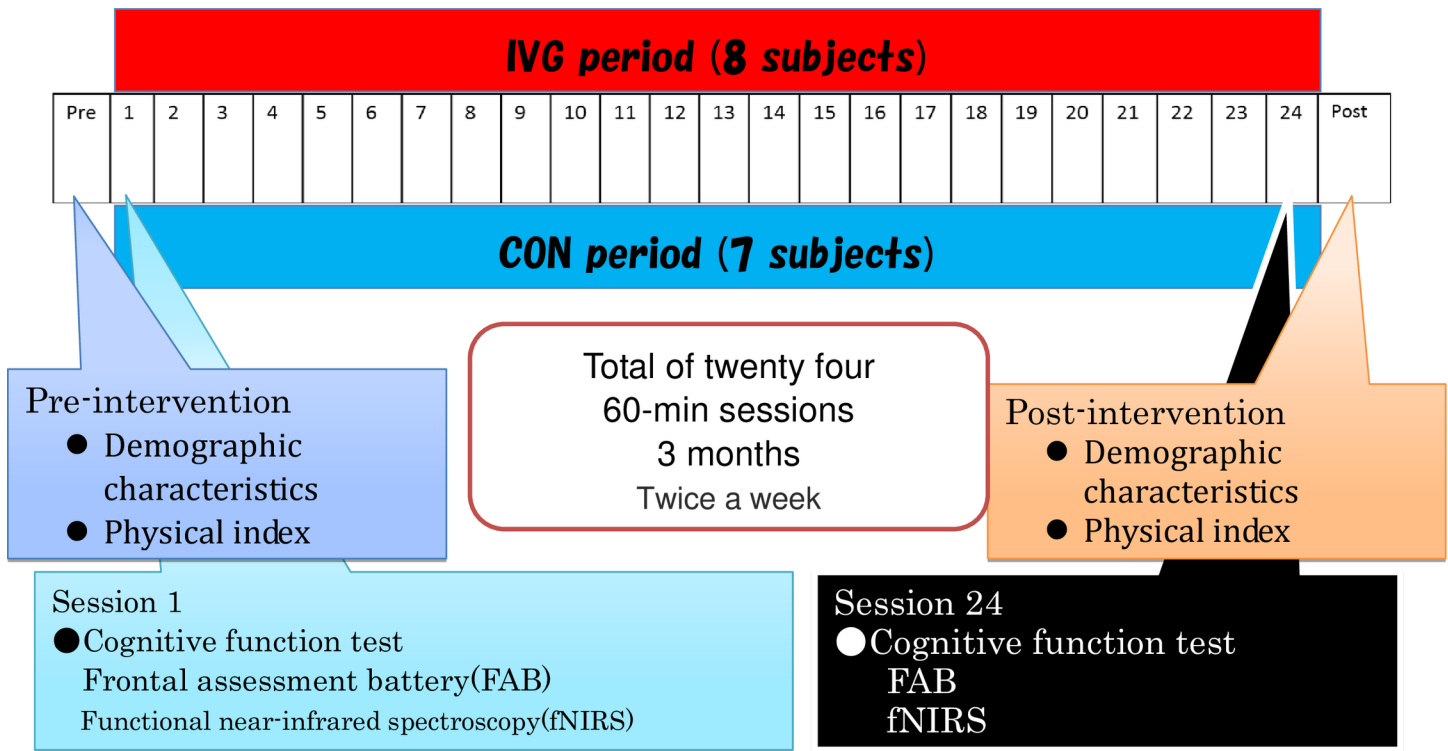 IVG period (8 subjects)
Pre 1 2 3 4 5 6 7 8 9 10 11 12 13 14 15 16 17 18 19 20 21 22 23 24 Post
CON period (7 subjects)
Total of twenty four
60-min sessions
3 months
Twice a week
Pre-intervention
● Demographic
characteristics
● Physical index
Post-intervention
● Demographic
characteristics
● Physical index
Session 1
●Cognitive function test
Frontal assessment battery(FAB)
Functional near-infrared spectroscopy(fNIRS)
Session 24
●Cognitive function test
FAB
fNIRS